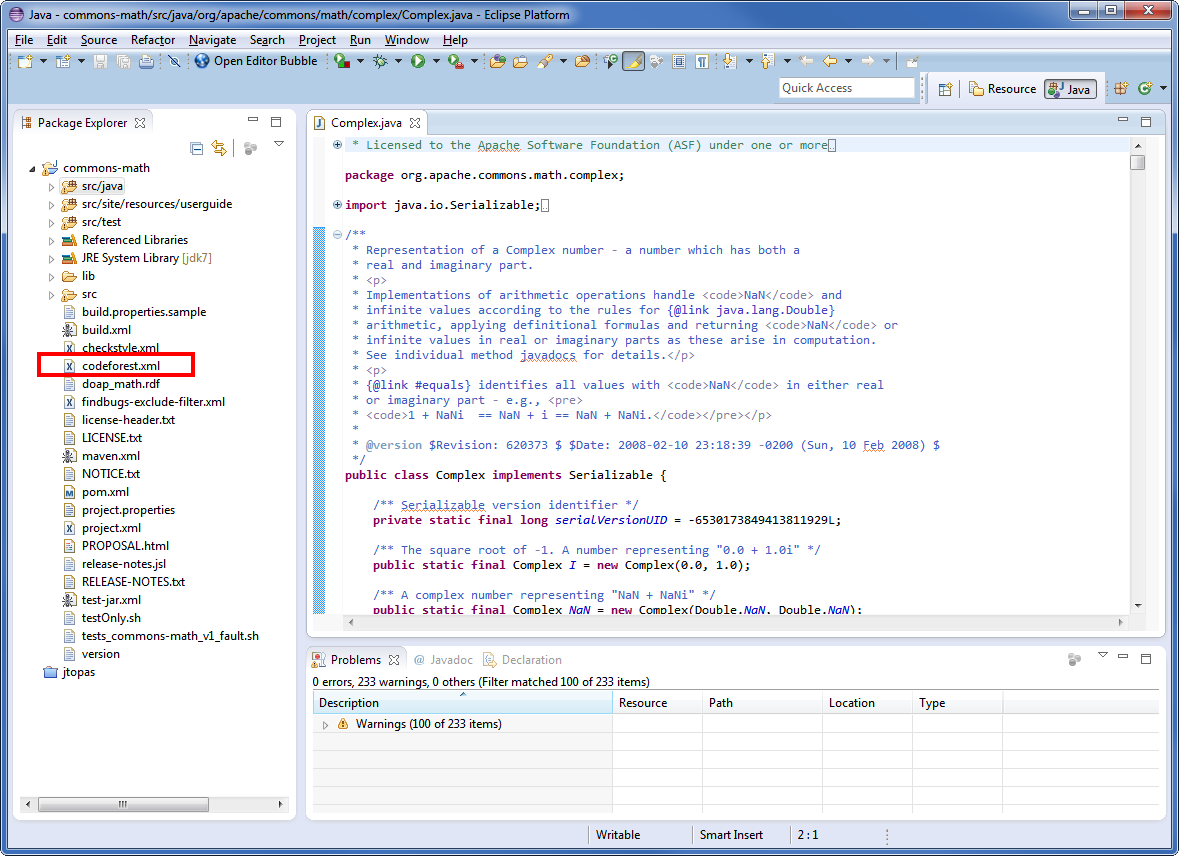 Java - commons-math/src/java/org/apache/commons/math/complex/Complex.java - Eclipse Platform
File Edit Source Refactor Navigate Search Project Run Window Help
Open Editor Bubble
Quick Access
Resource
Java
Package Explorer
commons-math
src/java
src/site/resources/userguide
src/test
Referenced Libraries
JRE System Library [jdk7]
lib
src
build.properties.sample
build.xml
checkstyle.xml
codeforest.xml
doap_math.rdf
findbugs-exclude-filter.xml
license-header.txt
LICENSE.txt
maven.xml
NOTICE.txt
pom.xml
project.properties
project.xml
PROPOSAL.html
release-notes.jsl
RELEASE-NOTES.txt
test-jar.xml
testOnly.sh
tests_commons-math_v1_fault.sh
version
jtopas
Complex.java
* Licensed to the Apache Software Foundation (ASF) under one or more
package org.apache.commons.math.complex;
import java.io.Serializable;
/**
* Representation of a Complex number - a number which has both a
* real and imaginary part.
* <p>
* Implementations of arithmetic operations handle <code>NaN</code> and
* infinite values according to the rules for {@link java.lang.Double}
* arithmetic, applying definitional formulas and returning <code>NaN</code> or
* infinite values in real or imaginary parts as these arise in computation.
* See individual method javadocs for details.</p>
* <p>
* {@link #equals} identifies all values with <code>NaN</code> in either real
* or imaginary part - e.g., <pre>
* <code>1 + NaNi  == NaN + i == NaN + NaNi.</code></pre></p>
*
* @version $Revision: 620373 $ $Date: 2008-02-10 23:18:39 -0200 (Sun, 10 Feb 2008) $
*/
public class Complex implements Serializable {
/** Serializable version identifier */
private static final long serialVersionUID = -6530173849413811929L;
/** The square root of -1. A number representing "0.0 + 1.0i" */
public static final Complex I = new Complex(0.0, 1.0);
/** A complex number representing "NaN + NaNi" */
public static final Complex NaN = new Complex(Double.NaN, Double.NaN);
Problems @ Javadoc Declaration
0 errors, 233 warnings, 0 others (Filter matched 100 of 233 items)
Description Resource Path Location Type
Warnings (100 of 233 items)
Writable Smart Insert 2 : 1